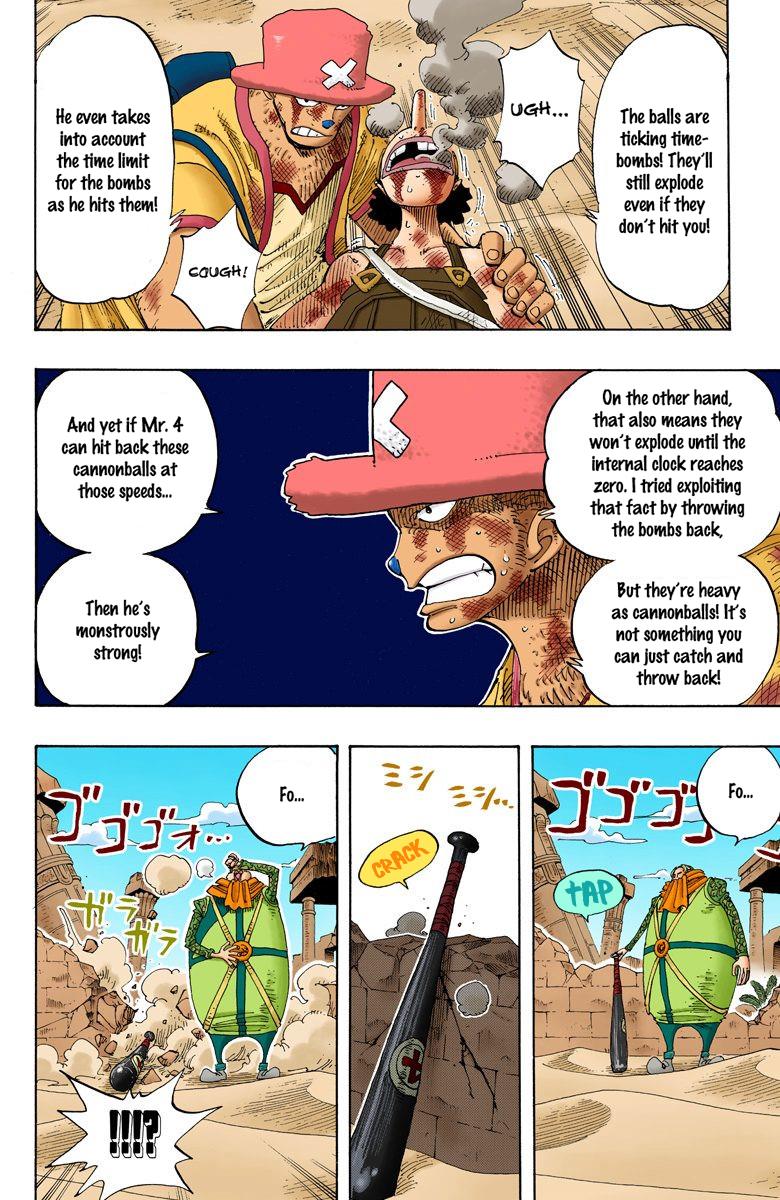 The balls are
ticking time-
bombs! They'll
still explode
even if they
don't hit you!
UGH...
He even takes
into account
the time limit
for the bombs
as he hits them!
COUGH!
On the other hand,
that also means they
won't explode until the
internal clock reaches
zero. I tried exploiting
that fact by throwing
the bombs back,
But they're heavy
as cannonballs! It's
not something you
can just catch and
throw back!
And yet if Mr. 4
can hit back these
cannonballs at
those speeds...
Then he's
monstrously
strong!
Fo...
ゴゴゴゴ
TAP
ミシ
ミシ...
CRACK
4
Fo...
ゴゴゴォ...
ガラ
ガラ
!!!?